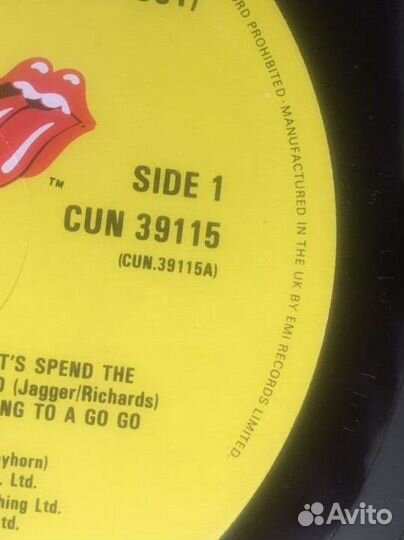 SIDE 1
TM
CUN 39115
(CUN.39115A)
T'S SPEND THE
(Jagger/Richards)
NG TO A GO GO
yhorn)
. Ltd.
hing Ltd.
td.
ORD PROHIBITED · MANUFACTURED IN THE UK BY EMI RECORDS LIMITED.
Avito